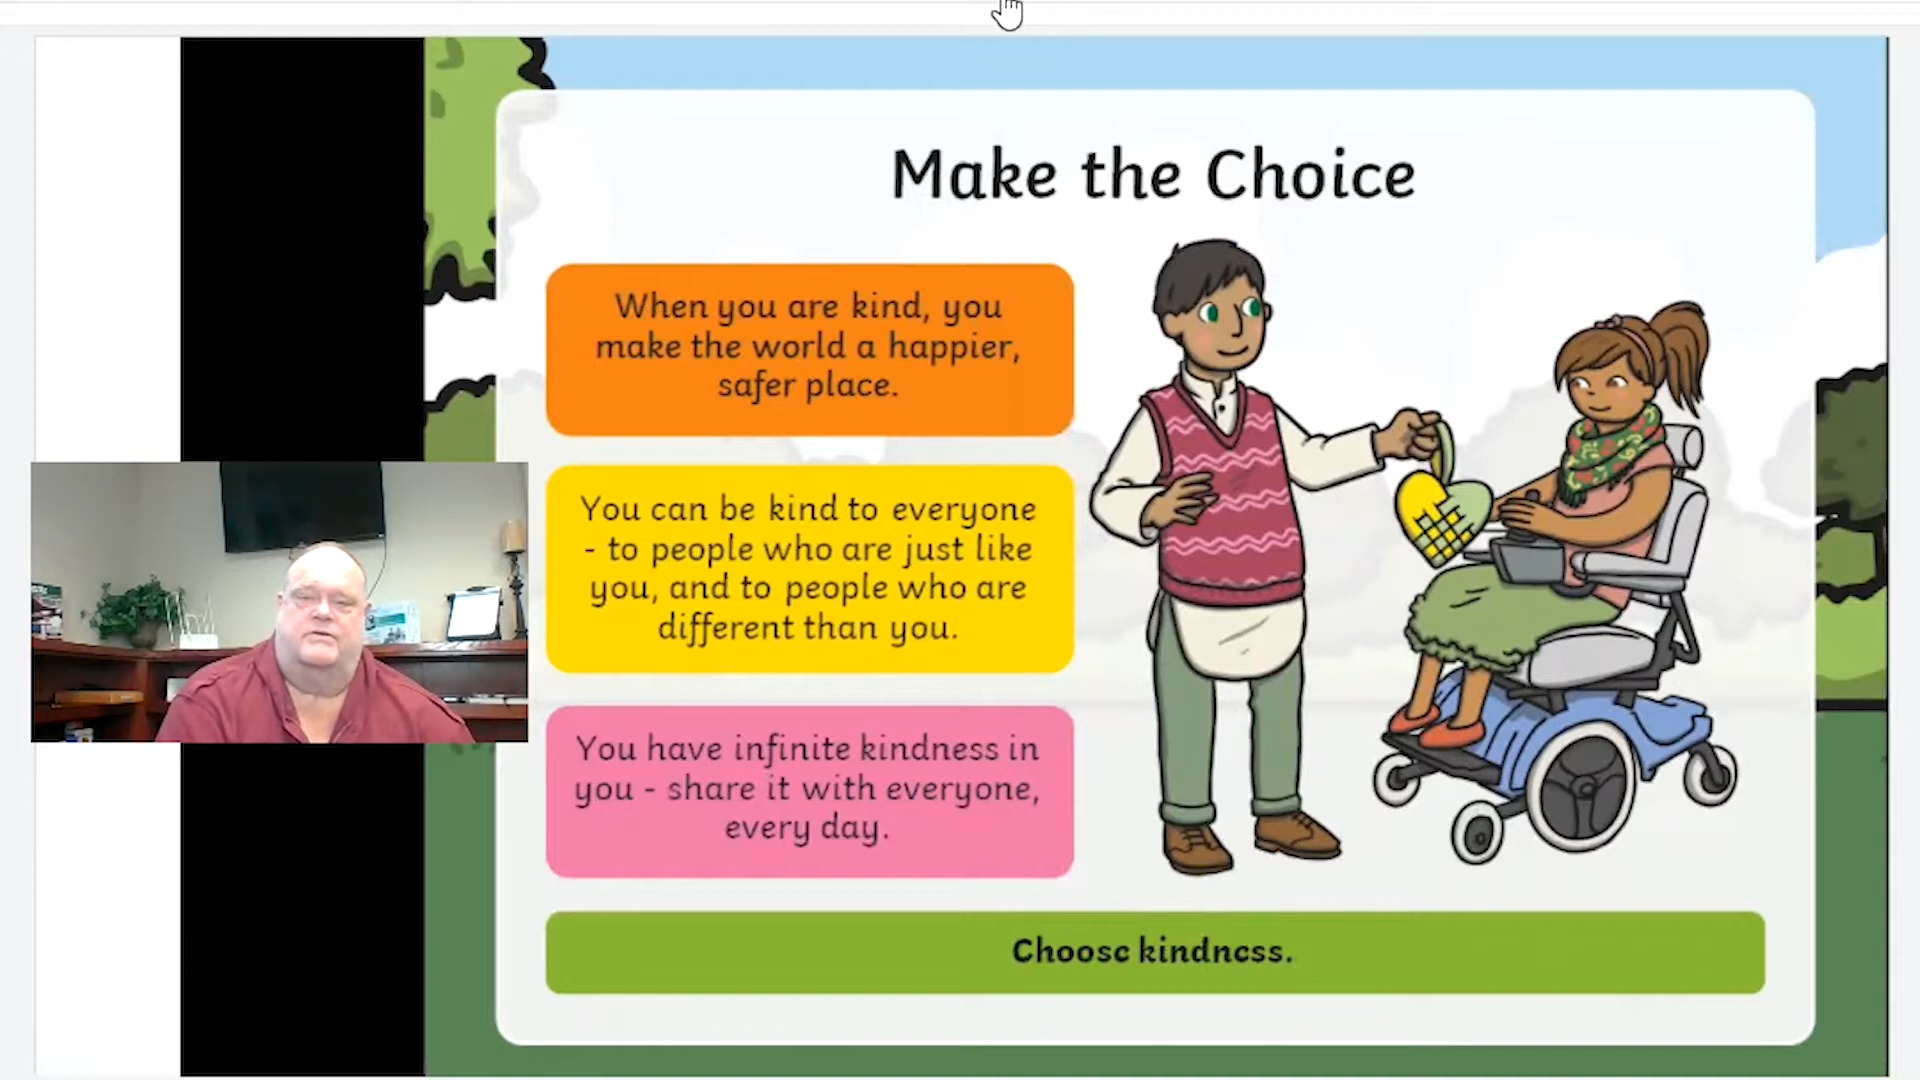 Make the Choice
When you are kind, you
make the world a happier,
safer place.
You can be kind to everyone
- to people who are just like
you, and to people who are
different than you.
You have infinite kindness in
you - share it with everyone,
every day.
Choose kindness.